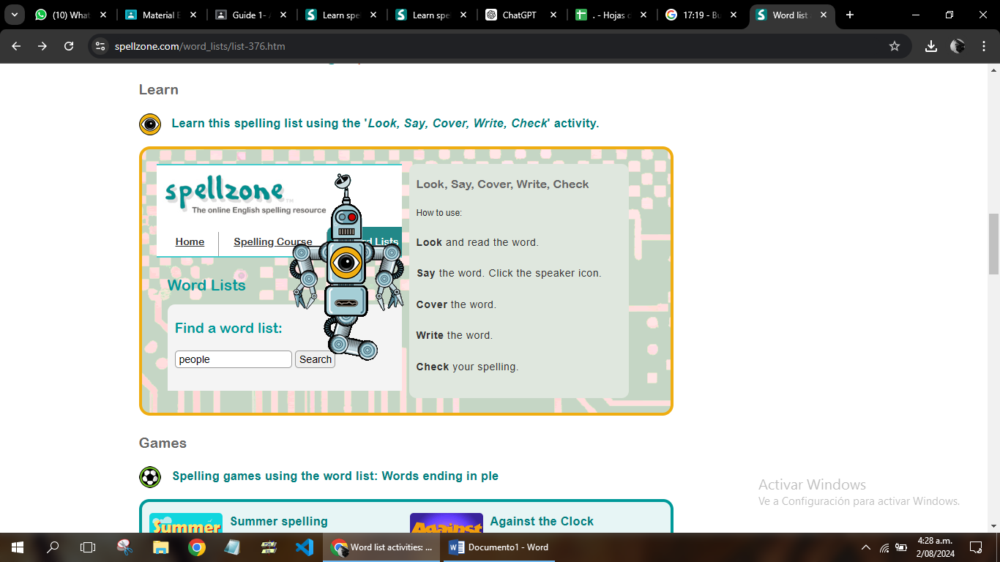 (10) What
Material E
Guide 1-
Learn spe
Learn spe
ChatGPT
. - Hojas d
17:19 - Bu
Word list
spellzone.com/word_lists/list-376.htm
Learn
Learn this spelling list using the 'Look, Say, Cover, Write, Check' activity.
spellzone™
The online English spelling resource
Home
Spelling Course
rd Lists
Word Lists
Find a word list:
people
Search
Look, Say, Cover, Write, Check
How to use:
Look and read the word.
Say the word. Click the speaker icon.
Cover the word.
Write the word.
Check your spelling.
Games
Spelling games using the word list: Words ending in ple
Summer
Summer spelling
Against
Against the Clock
Activar Windows
Ve a Configuración para activar Windows.
Word list activities: ...
Documento1 - Word
4:28 a.m.
2/08/2024